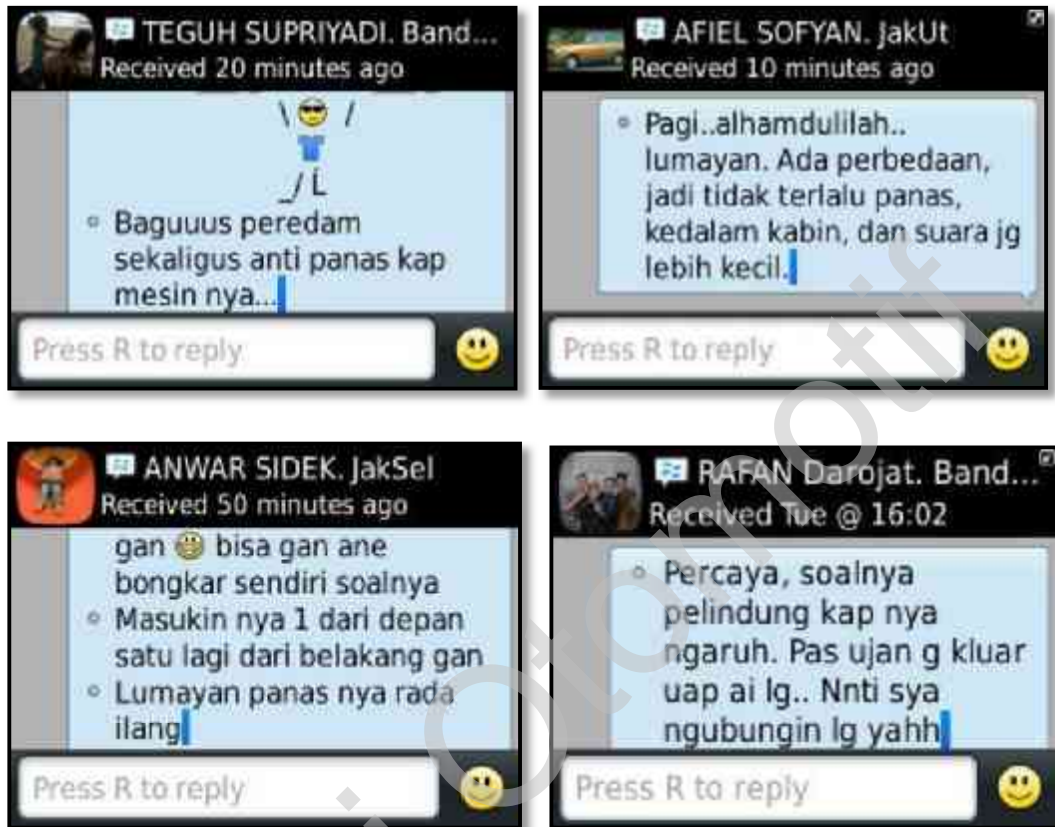 TEGUH SUPRIYADI. Band...
Received 20 minutes ago
\ 😎 /
👕
_/ Ĺ
Baguuus peredam
sekaligus anti panas kap
mesin nya...
Press R to reply
AFIEL SOFYAN. JakUt
Received 10 minutes ago
Pagi..alhamdulilah..
lumayan. Ada perbedaan,
jadi tidak terlalu panas,
kedalam kabin, dan suara jg
lebih kecil.
Press R to reply
ANWAR SIDEK. JakSel
Received 50 minutes ago
gan 😁 bisa gan ane
bongkar sendiri soalnya
Masukin nya 1 dari depan
satu lagi dari belakang gan
Lumayan panas nya rada
ilang
Press R to reply
RAFAN Darojat. Band...
Received Tue @ 16:02
Percaya, soalnya
pelindung kap nya
ngaruh. Pas ujan g kluar
uap ai lg.. Nnti sya
ngubungin lg yahh
Press R to reply
i Otomotif